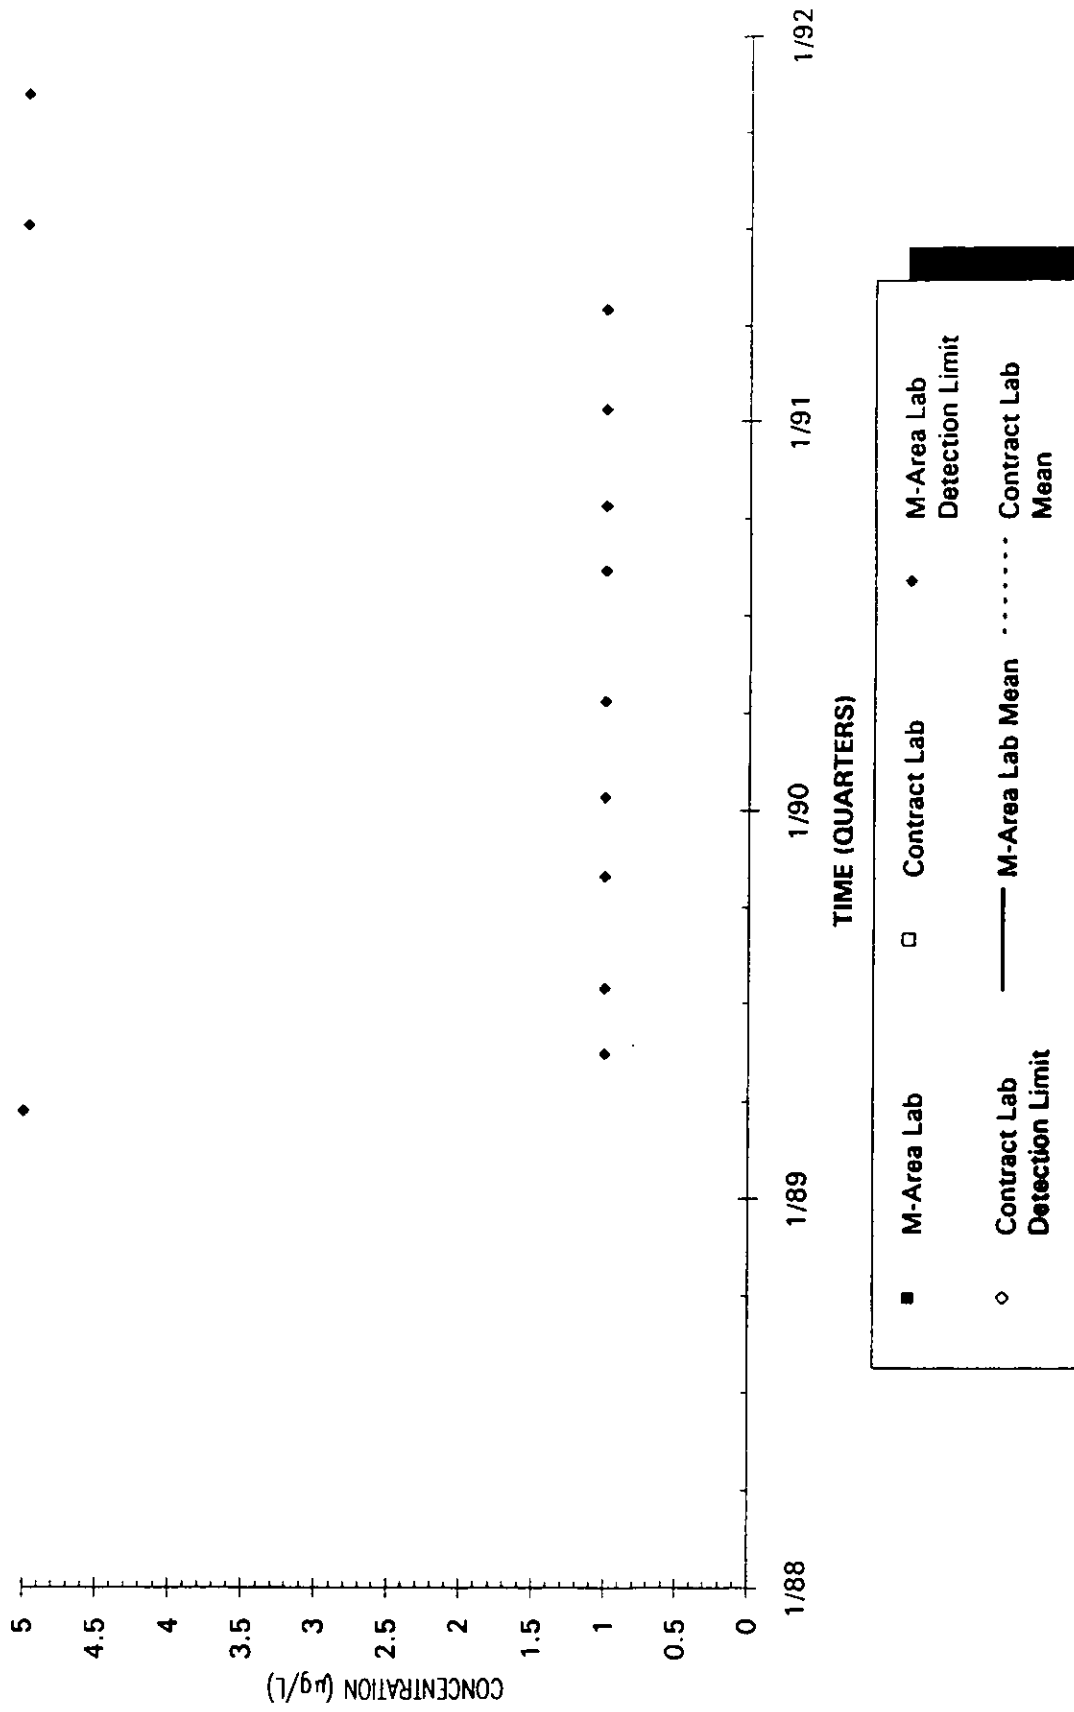 CONCENTRATION (µg/L)
5
4.5
4
3.5
3
2.5
2
1.5
1
0.5
0
1/88
1/89
1/90
1/91
1/92
TIME (QUARTERS)
M-Area Lab
Contract Lab
M-Area Lab
Detection Limit
Contract Lab
Detection Limit
M-Area Lab Mean
Contract Lab
Mean